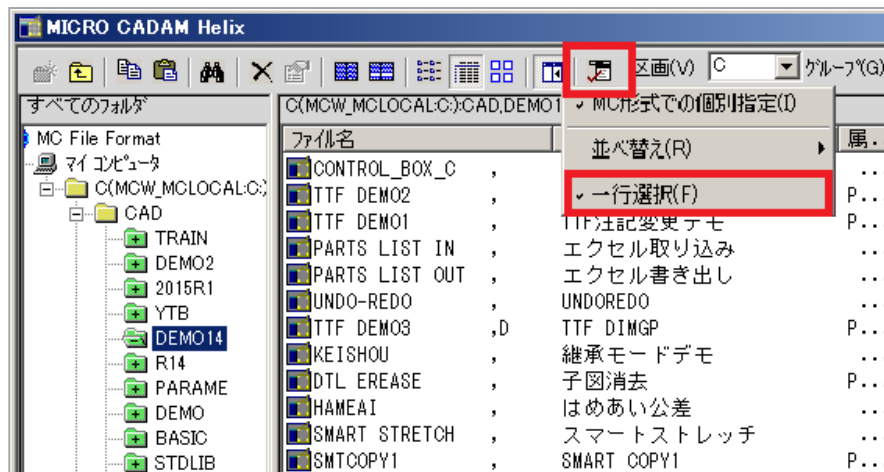 MICRO CADAM Helix
区画(V) C グループ(G)
すべてのフォルダ
C(MCW_MCLOCAL:C:):CAD,DEMO1
✓ MC形式での個別指定(I)
並べ替え(R)
✓ 一行選択(F)
MC File Format
マイ コンピュータ
C(MCW_MCLOCAL:C:)
CAD
TRAIN
DEMO2
2015R1
YTB
DEMO14
R14
PARAME
DEMO
BASIC
STDLIB
ファイル名 属.
CONTROL_BOX_C , ..
TTF DEMO2 , P..
TTF DEMO1 , TTF注記変更デモ P..
PARTS LIST IN , エクセル取り込み ..
PARTS LIST OUT , エクセル書き出し ..
UNDO-REDO , UNDOREDO ..
TTF DEMO3 ,D TTF DIMGP P..
KEISHOU , 継承モードデモ ..
DTL EREASE , 子図消去 P..
HAMEAI , はめあい公差 ..
SMART STRETCH , スマートストレッチ ..
SMTCOPY1 , SMART COPY1 P..